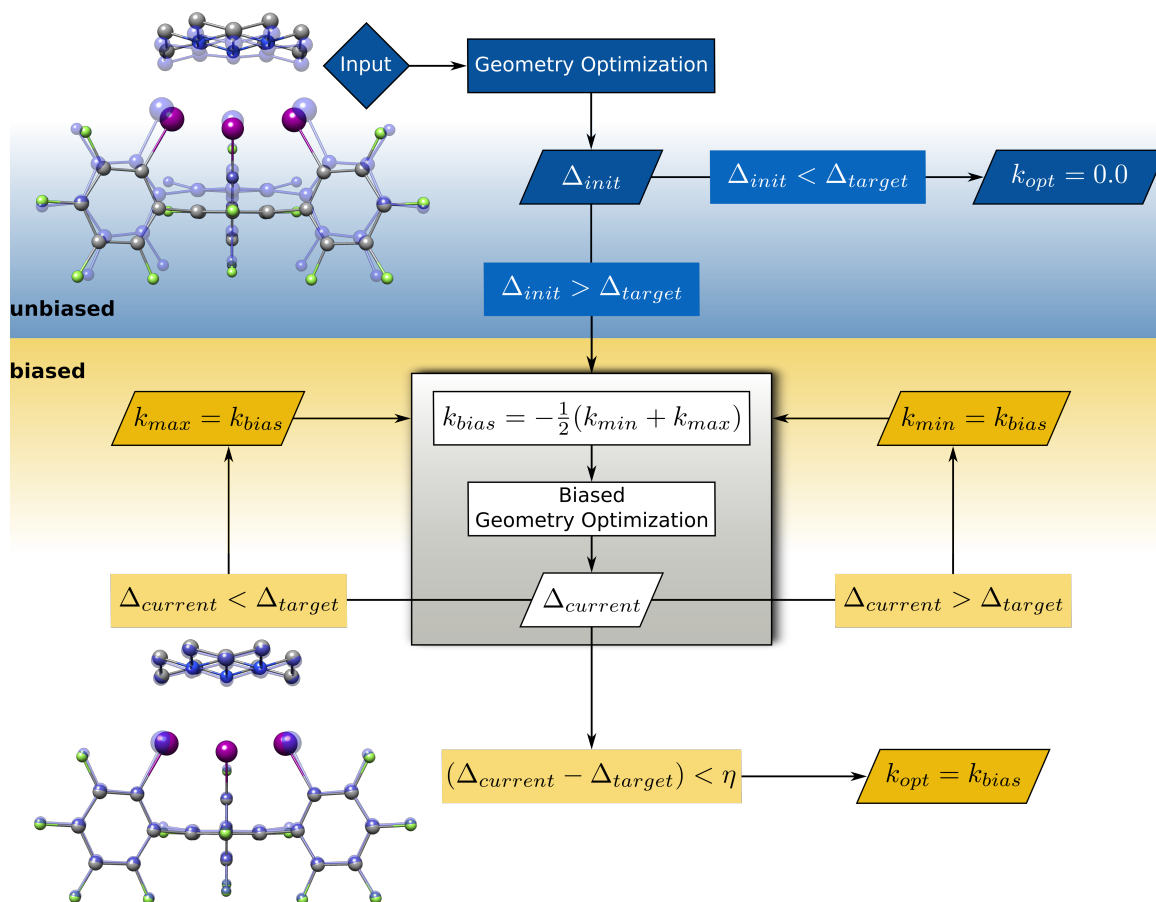 Input
Geometry Optimization
Δ_init
Δ_init < Δ_target
k_opt = 0.0
Δ_init > Δ_target
unbiased
biased
k_max = k_bias
k_bias = −½(k_min + k_max)
k_min = k_bias
Biased
Geometry Optimization
Δ_current < Δ_target
Δ_current
Δ_current > Δ_target
(Δ_current − Δ_target) < η
k_opt = k_bias